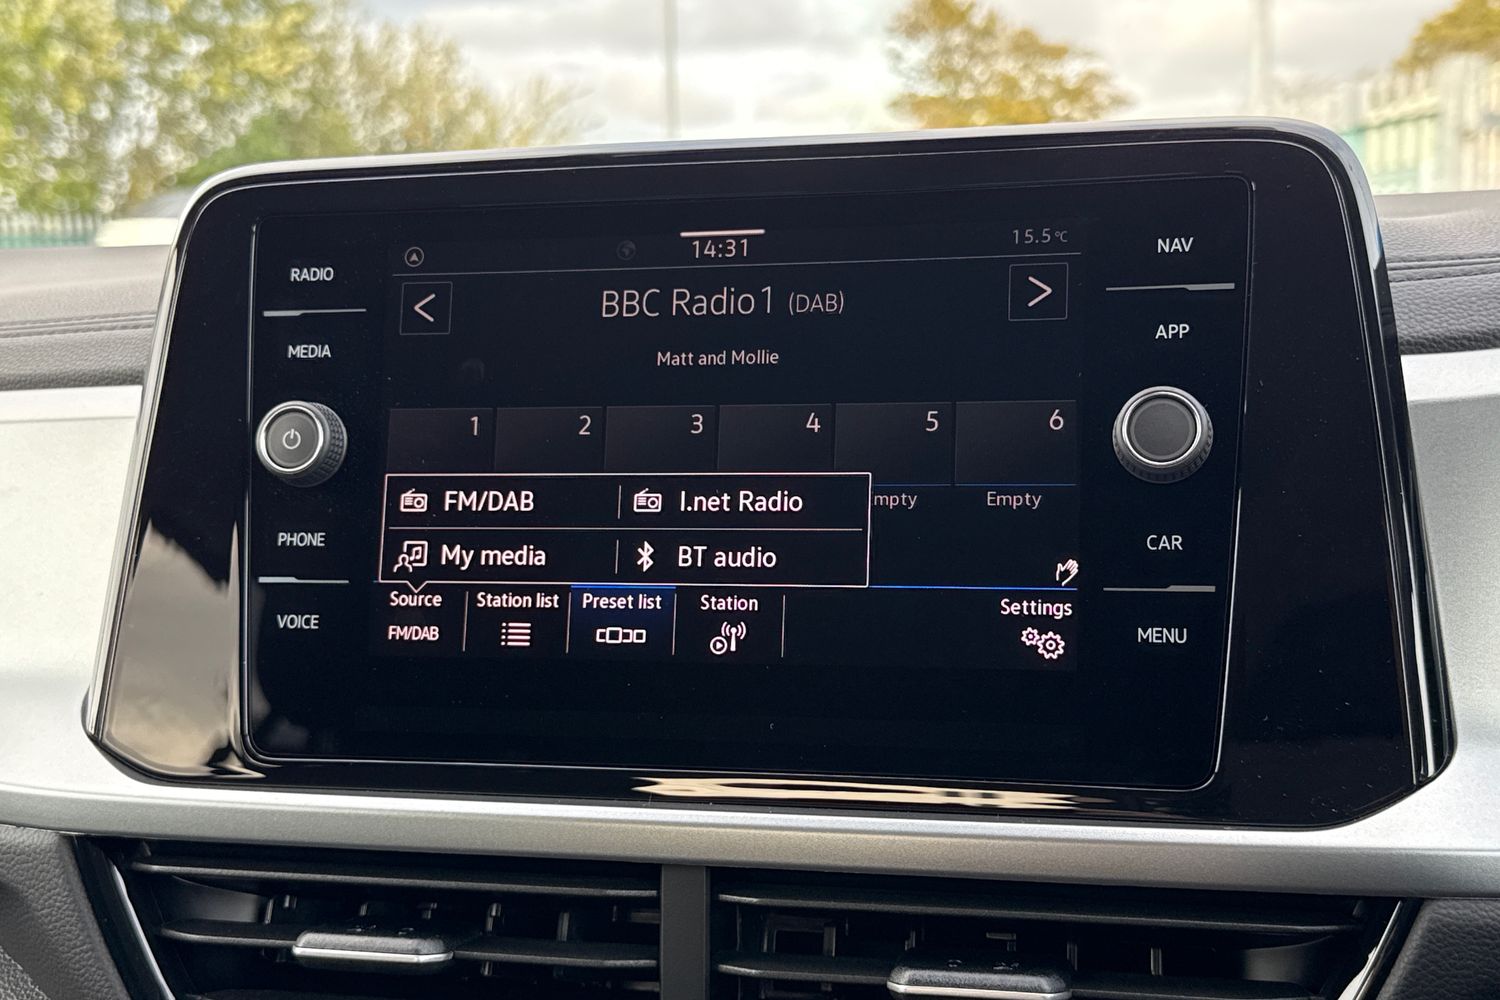 14:31
15.5°C
RADIO
MEDIA
PHONE
VOICE
BBC Radio 1 (DAB)
Matt and Mollie
1 2 3 4 5 6
mpty Empty
FM/DAB I.net Radio
My media BT audio
Source Station list Preset list Station Settings
FM/DAB
NAV
APP
CAR
MENU